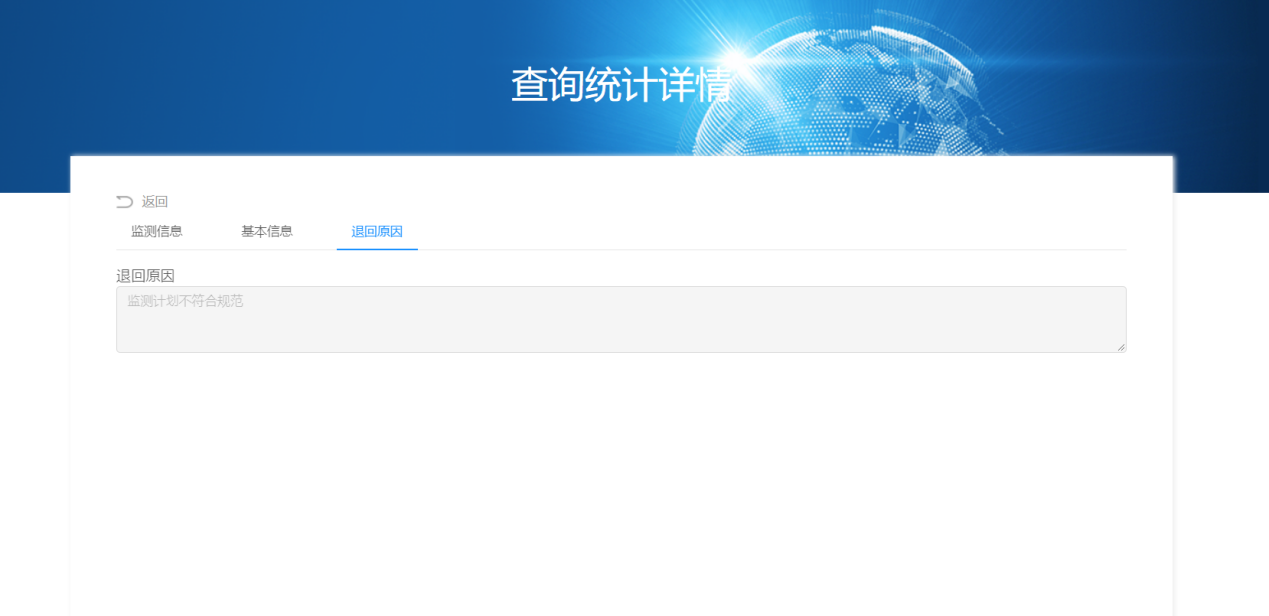 查询统计详情
返回
监测信息 基本信息 退回原因
退回原因
监测计划不符合规范